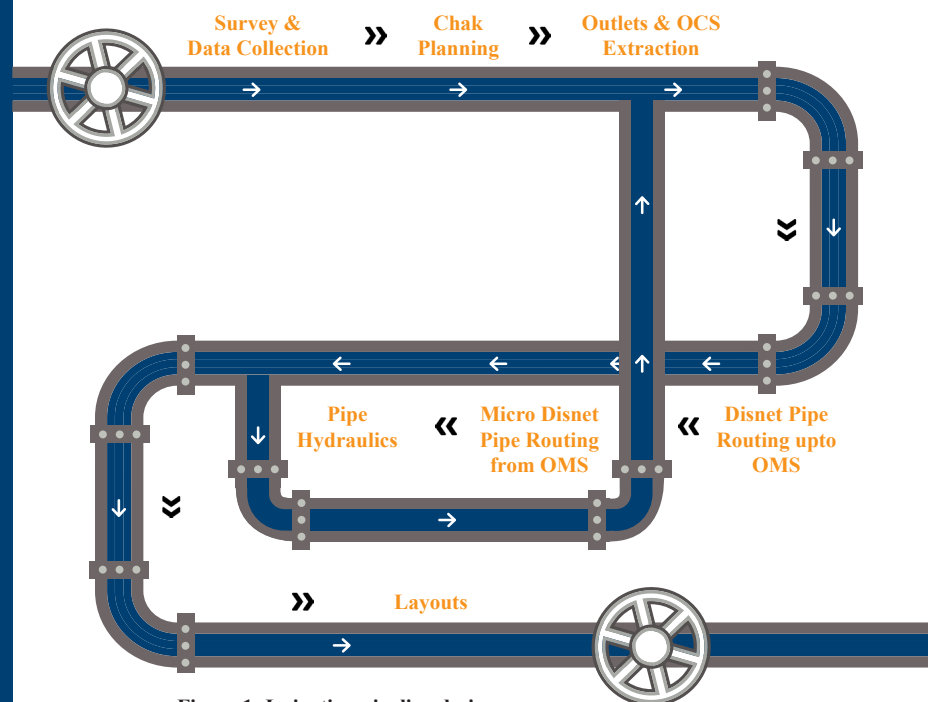 Survey &
Data Collection
»
Chak
Planning
»
Outlets & OCS
Extraction
Pipe
Hydraulics
«
Micro Disnet
Pipe Routing
from OMS
«
Disnet Pipe
Routing upto
OMS
»
Layouts